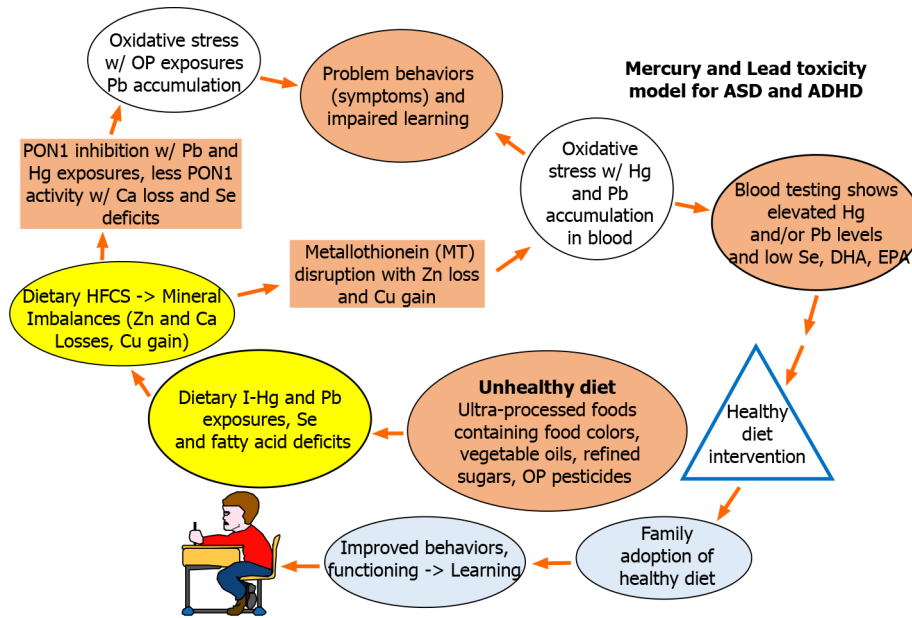 Oxidative stress
w/ OP exposures
Pb accumulation
Problem behaviors
(symptoms) and
impaired learning
Mercury and Lead toxicity
model for ASD and ADHD
PON1 inhibition w/ Pb and
Hg exposures, less PON1
activity w/ Ca loss and Se
deficits
Oxidative
stress w/ Hg
and Pb
accumulation
in blood
Blood testing shows
elevated Hg
and/or Pb levels
and low Se, DHA, EPA
Metallothionein (MT)
disruption with Zn loss
and Cu gain
Dietary HFCS -> Mineral
Imbalances (Zn and Ca
Losses, Cu gain)
Dietary I-Hg and Pb
exposures, Se
and fatty acid deficits
Unhealthy diet
Ultra-processed foods
containing food colors,
vegetable oils, refined
sugars, OP pesticides
Healthy
diet
intervention
Family
adoption of
healthy diet
Improved behaviors,
functioning -> Learning